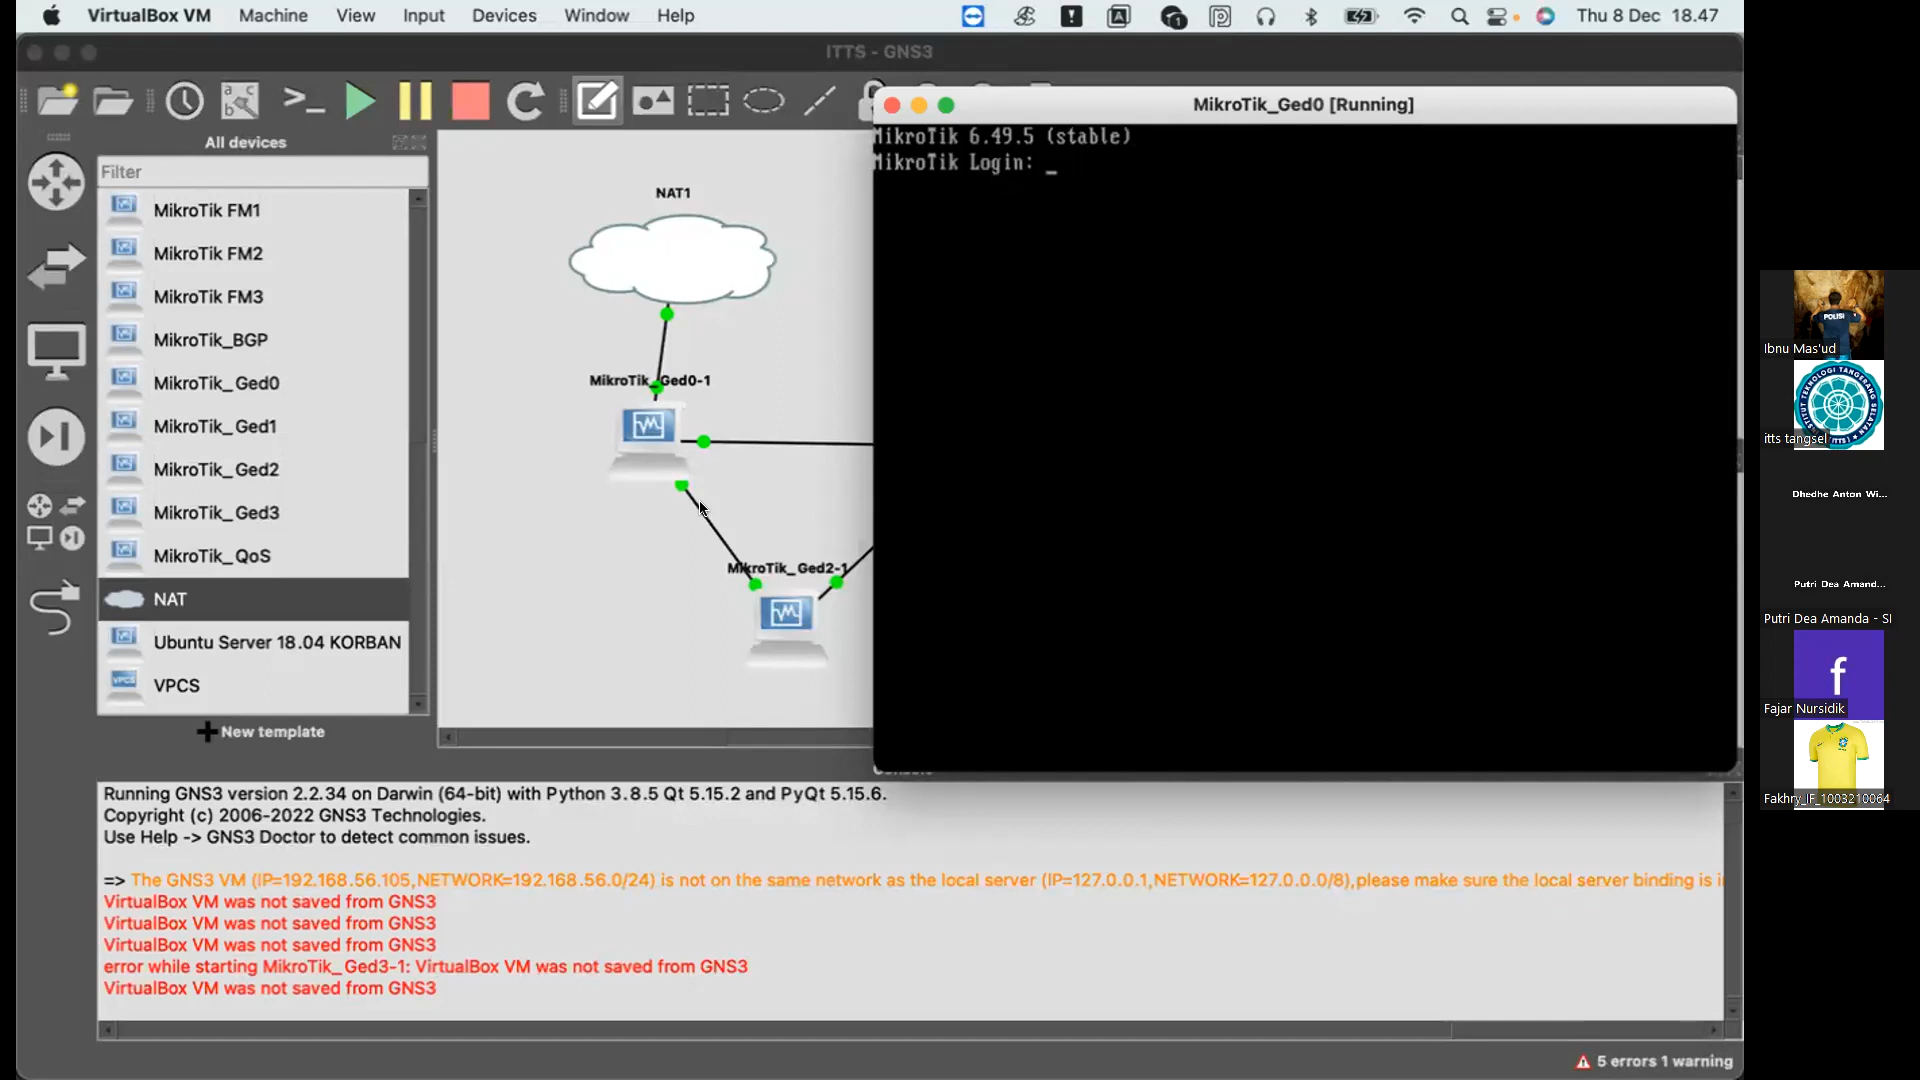 VirtualBox VM Machine View Input Devices Window Help Thu 8 Dec 18.47
ITTS - GNS3
All devices
Filter
MikroTik FM1
MikroTik FM2
MikroTik FM3
MikroTik_BGP
MikroTik_Ged0
MikroTik_Ged1
MikroTik_Ged2
MikroTik_Ged3
MikroTik_QoS
NAT
Ubuntu Server 18.04 KORBAN
VPCS
New template
NAT1
MikroTik_Ged0-1
MikroTik_Ged2-1
MikroTik_Ged0 [Running]
MikroTik 6.49.5 (stable)
MikroTik Login: _
Running GNS3 version 2.2.34 on Darwin (64-bit) with Python 3.8.5 Qt 5.15.2 and PyQt 5.15.6.
Copyright (c) 2006-2022 GNS3 Technologies.
Use Help -> GNS3 Doctor to detect common issues.
=> The GNS3 VM (IP=192.168.56.105,NETWORK=192.168.56.0/24) is not on the same network as the local server (IP=127.0.0.1,NETWORK=127.0.0.0/8),please make sure the local server binding is i
VirtualBox VM was not saved from GNS3
VirtualBox VM was not saved from GNS3
VirtualBox VM was not saved from GNS3
error while starting MikroTik_Ged3-1: VirtualBox VM was not saved from GNS3
VirtualBox VM was not saved from GNS3
5 errors 1 warning
POLISI
Ibnu Mas'ud
itts tangsel
Dhedhe Anton Wi...
Putri Dea Amand...
Putri Dea Amanda - SI
f
Fajar Nursidik
Fakhry_IF_1003210064